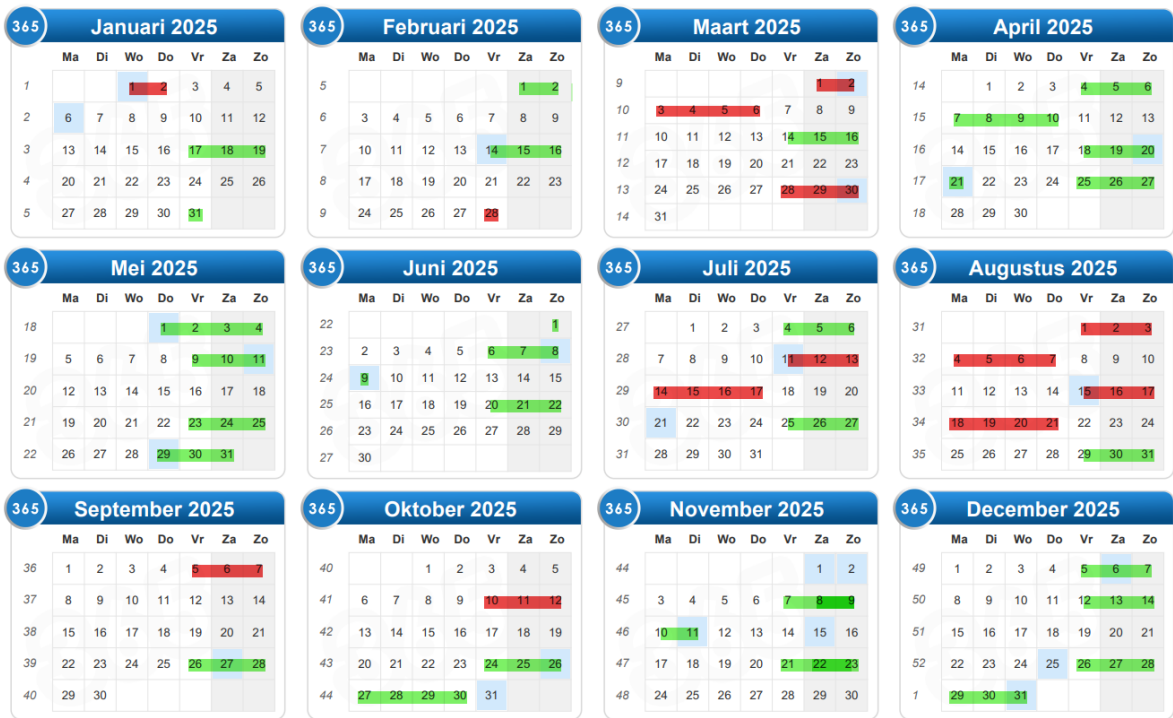 365 Januari 2025
Ma Di Wo Do Vr Za Zo
1 1 2 3 4 5
2 6 7 8 9 10 11 12
3 13 14 15 16 17 18 19
4 20 21 22 23 24 25 26
5 27 28 29 30 31
365 Februari 2025
Ma Di Wo Do Vr Za Zo
5 1 2
6 3 4 5 6 7 8 9
7 10 11 12 13 14 15 16
8 17 18 19 20 21 22 23
9 24 25 26 27 28
365 Maart 2025
Ma Di Wo Do Vr Za Zo
9 1 2
10 3 4 5 6 7 8 9
11 10 11 12 13 14 15 16
12 17 18 19 20 21 22 23
13 24 25 26 27 28 29 30
14 31
365 April 2025
Ma Di Wo Do Vr Za Zo
14 1 2 3 4 5 6
15 7 8 9 10 11 12 13
16 14 15 16 17 18 19 20
17 21 22 23 24 25 26 27
18 28 29 30
365 Mei 2025
Ma Di Wo Do Vr Za Zo
18 1 2 3 4
19 5 6 7 8 9 10 11
20 12 13 14 15 16 17 18
21 19 20 21 22 23 24 25
22 26 27 28 29 30 31
365 Juni 2025
Ma Di Wo Do Vr Za Zo
22 1
23 2 3 4 5 6 7 8
24 9 10 11 12 13 14 15
25 16 17 18 19 20 21 22
26 23 24 25 26 27 28 29
27 30
365 Juli 2025
Ma Di Wo Do Vr Za Zo
27 1 2 3 4 5 6
28 7 8 9 10 11 12 13
29 14 15 16 17 18 19 20
30 21 22 23 24 25 26 27
31 28 29 30 31
365 Augustus 2025
Ma Di Wo Do Vr Za Zo
31 1 2 3
32 4 5 6 7 8 9 10
33 11 12 13 14 15 16 17
34 18 19 20 21 22 23 24
35 25 26 27 28 29 30 31
365 September 2025
Ma Di Wo Do Vr Za Zo
36 1 2 3 4 5 6 7
37 8 9 10 11 12 13 14
38 15 16 17 18 19 20 21
39 22 23 24 25 26 27 28
40 29 30
365 Oktober 2025
Ma Di Wo Do Vr Za Zo
40 1 2 3 4 5
41 6 7 8 9 10 11 12
42 13 14 15 16 17 18 19
43 20 21 22 23 24 25 26
44 27 28 29 30 31
365 November 2025
Ma Di Wo Do Vr Za Zo
44 1 2
45 3 4 5 6 7 8 9
46 10 11 12 13 14 15 16
47 17 18 19 20 21 22 23
48 24 25 26 27 28 29 30
365 December 2025
Ma Di Wo Do Vr Za Zo
49 1 2 3 4 5 6 7
50 8 9 10 11 12 13 14
51 15 16 17 18 19 20 21
52 22 23 24 25 26 27 28
1 29 30 31